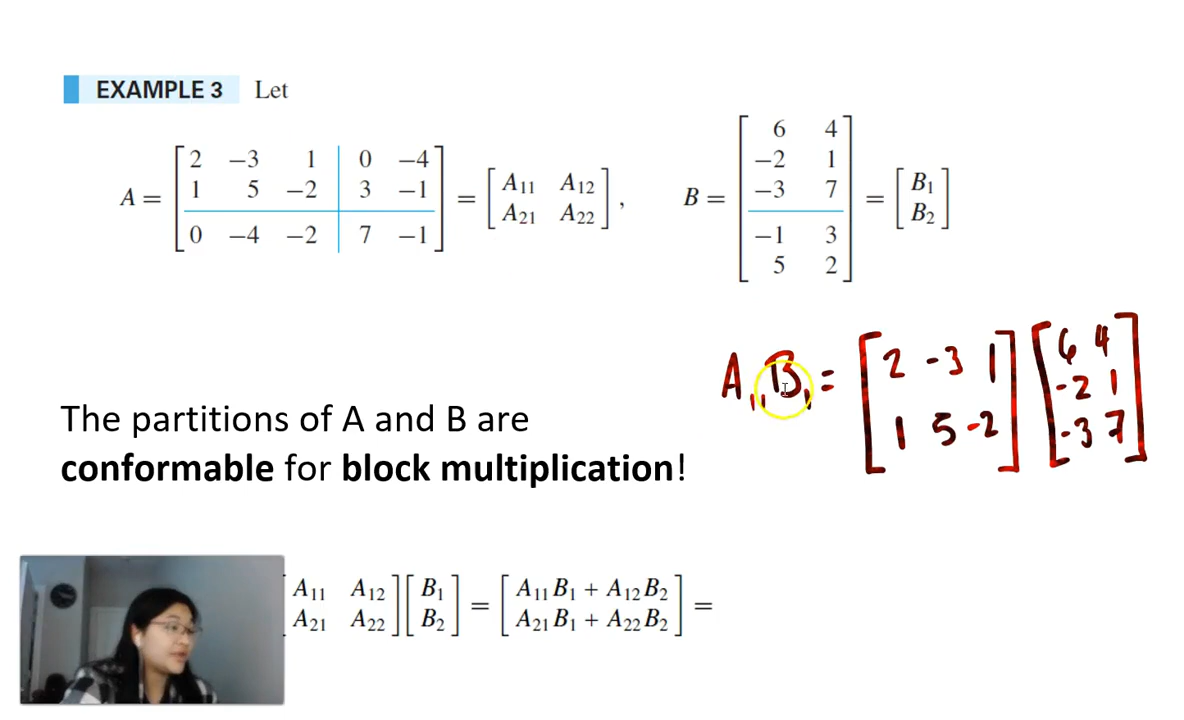 EXAMPLE 3 Let
A = [ 2 −3 1 | 0 −4 ] = [ A11 A12 ], B = [ 6 4 ] = [ B1 ]
1 5 −2 | 3 −1
0 −4 −2 | 7 −1
A21 A22
−2 1
−3 7
−1 3
5 2
B2
A11B1 = [ 2 -3 1 ] [ 6 4 ]
1 5 -2
-2 1
-3 7
The partitions of A and B are
conformable for block multiplication!
[ A11 A12 ] [ B1 ] = [ A11B1 + A12B2 ] =
A21 A22 B2 A21B1 + A22B2